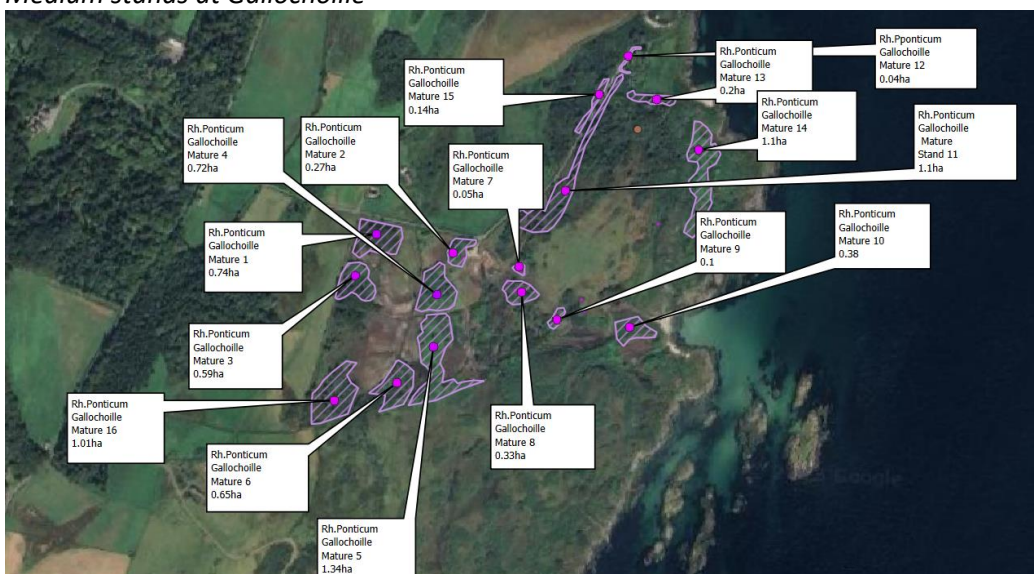 Medium stands at Gallochoille
Rh.Pponticum
Gallochoille
Mature 12
0.04ha
Rh.Ponticum
Gallochoille
Mature 13
0.2ha
Rh.Ponticum
Gallochoille
Mature 15
0.14ha
Rh.Ponticum
Gallochoille
Mature 14
1.1ha
Rh.Ponticum
Gallochoille
Mature
Stand 11
1.1ha
Rh.Ponticum
Gallochoille
Mature 4
0.72ha
Rh.Ponticum
Gallochoille
Mature 2
0.27ha
Rh.Ponticum
Gallochoille
Mature 7
0.05ha
Rh.Ponticum
Gallochoille
Mature 1
0.74ha
Rh.Ponticum
Gallochoille
Mature 9
0.1
Rh.Ponticum
Gallochoille
Mature 10
0.38
Rh.Ponticum
Gallochoille
Mature 3
0.59ha
Rh.Ponticum
Gallochoille
Mature 16
1.01ha
Rh.Ponticum
Gallochoille
Mature 8
0.33ha
Rh.Ponticum
Gallochoille
Mature 6
0.65ha
Rh.Ponticum
Gallochoille
Mature 5
1.34ha
Google